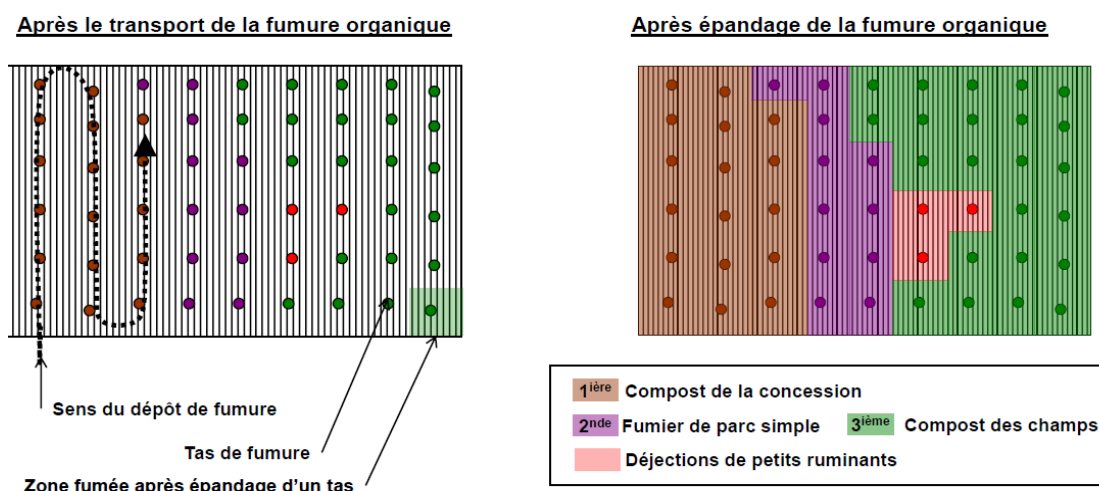 Après le transport de la fumure organique
Après épandage de la fumure organique
Sens du dépôt de fumure
Tas de fumure
Zone fumée après épandage d'un tas
1ière Compost de la concession
2nde Fumier de parc simple
3ième Compost des champs
Déjections de petits ruminants